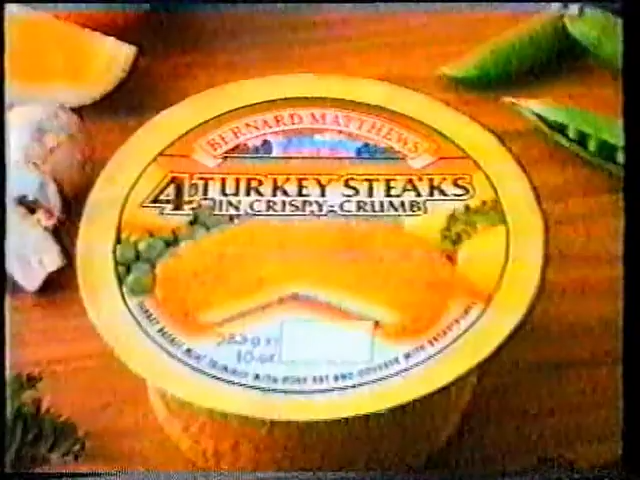 BERNARD MATTHEWS
4 TURKEY STEAKS
IN CRISPY-CRUMB
283g e
10 oz